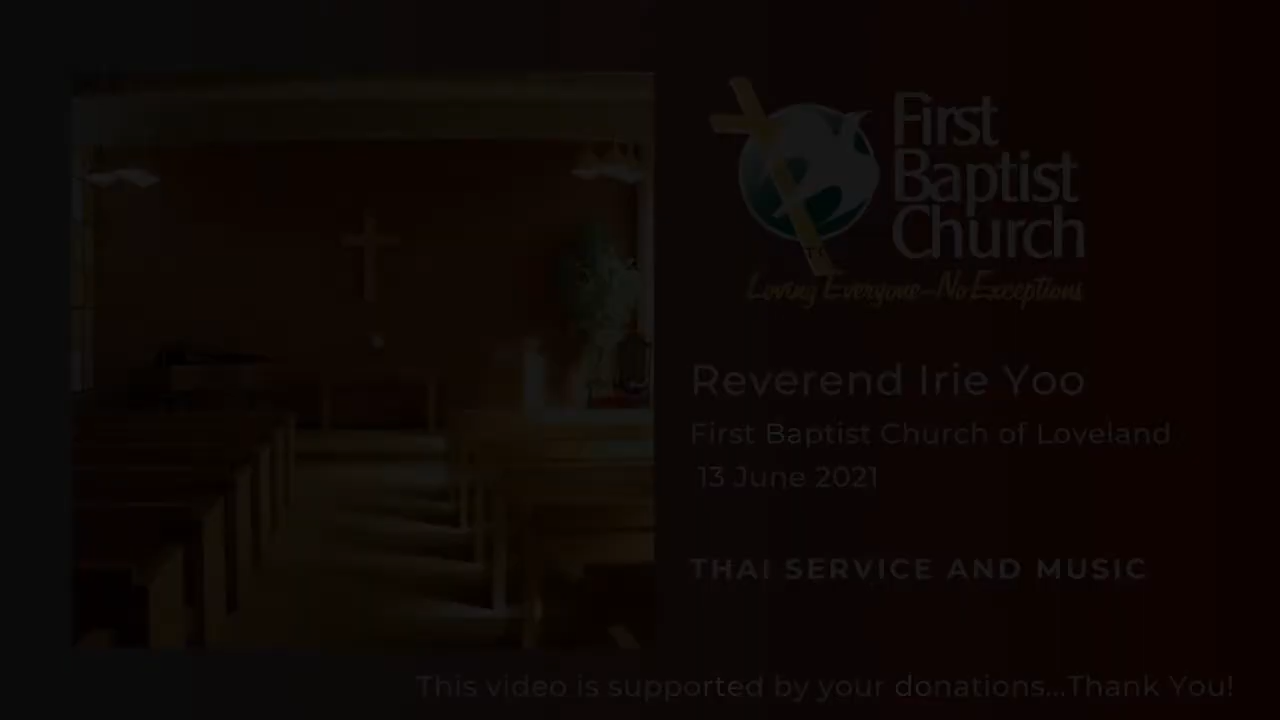 First
Baptist
Church
Loving Everyone–No Exceptions
Reverend Irie Yoo
First Baptist Church of Loveland
13 June 2021
THAI SERVICE AND MUSIC
This video is supported by your donations...Thank You!